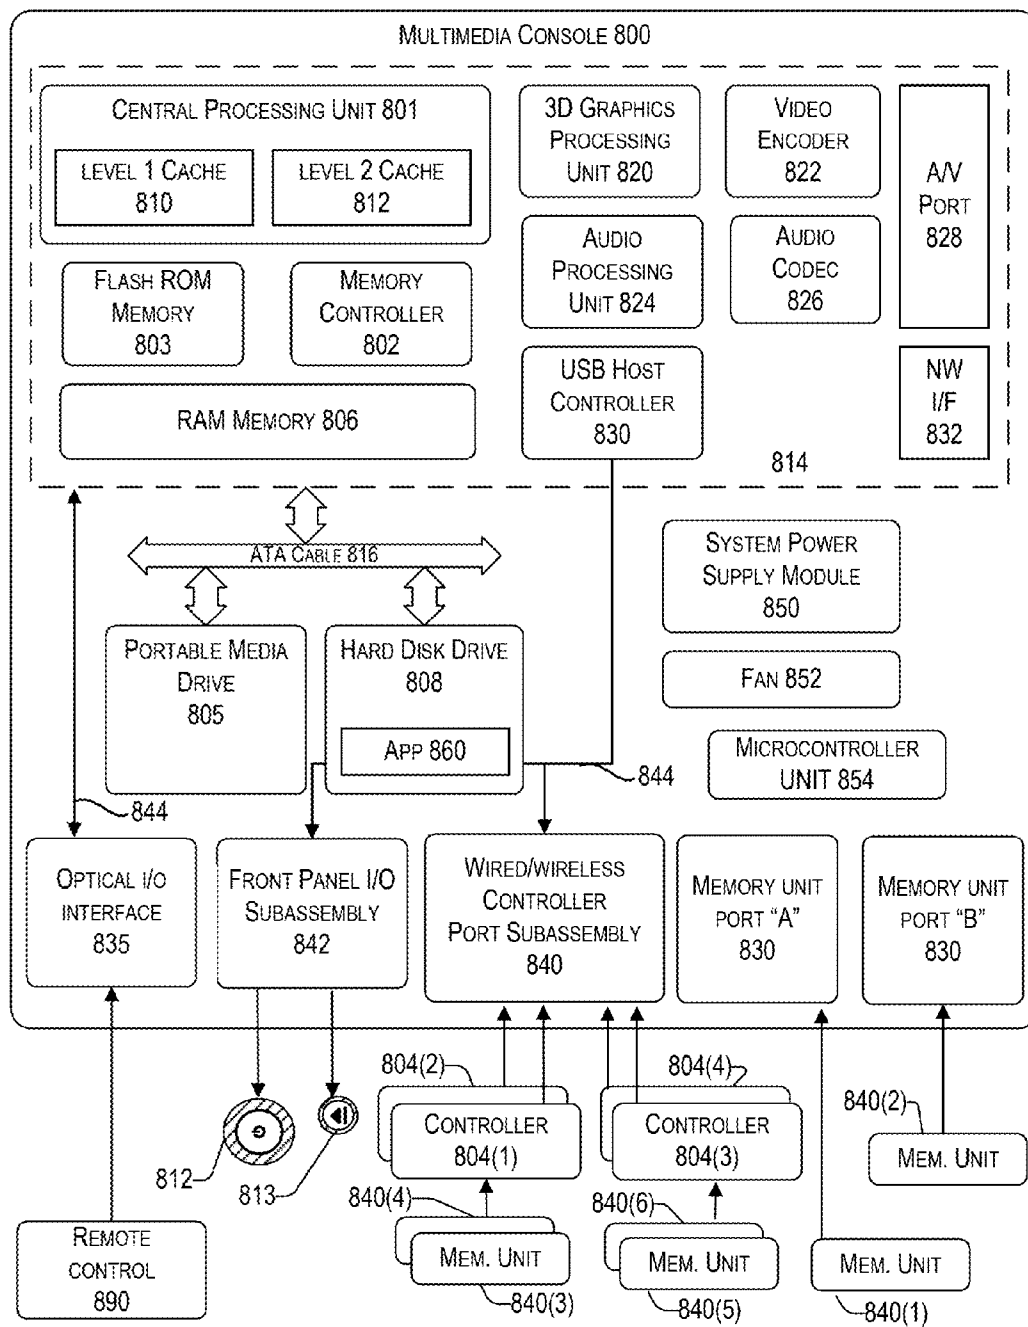 MULTIMEDIA CONSOLE 800
CENTRAL PROCESSING UNIT 801
LEVEL 1 CACHE
810
LEVEL 2 CACHE
812
3D GRAPHICS
PROCESSING
UNIT 820
VIDEO
ENCODER
822
A/V
PORT
828
FLASH ROM
MEMORY
803
MEMORY
CONTROLLER
802
AUDIO
PROCESSING
UNIT 824
AUDIO
CODEC
826
RAM MEMORY 806
USB HOST
CONTROLLER
830
NW
I/F
832
814
ATA CABLE 816
SYSTEM POWER
SUPPLY MODULE
850
PORTABLE MEDIA
DRIVE
805
HARD DISK DRIVE
808
APP 860
FAN 852
MICROCONTROLLER
UNIT 854
844
844
OPTICAL I/O
INTERFACE
835
FRONT PANEL I/O
SUBASSEMBLY
842
WIRED/WIRELESS
CONTROLLER
PORT SUBASSEMBLY
840
MEMORY UNIT
PORT “A”
830
MEMORY UNIT
PORT “B”
830
804(2)
804(4)
CONTROLLER
804(1)
CONTROLLER
804(3)
840(2)
MEM. UNIT
812
813
840(4)
840(6)
REMOTE
CONTROL
890
MEM. UNIT
MEM. UNIT
MEM. UNIT
840(3)
840(5)
840(1)